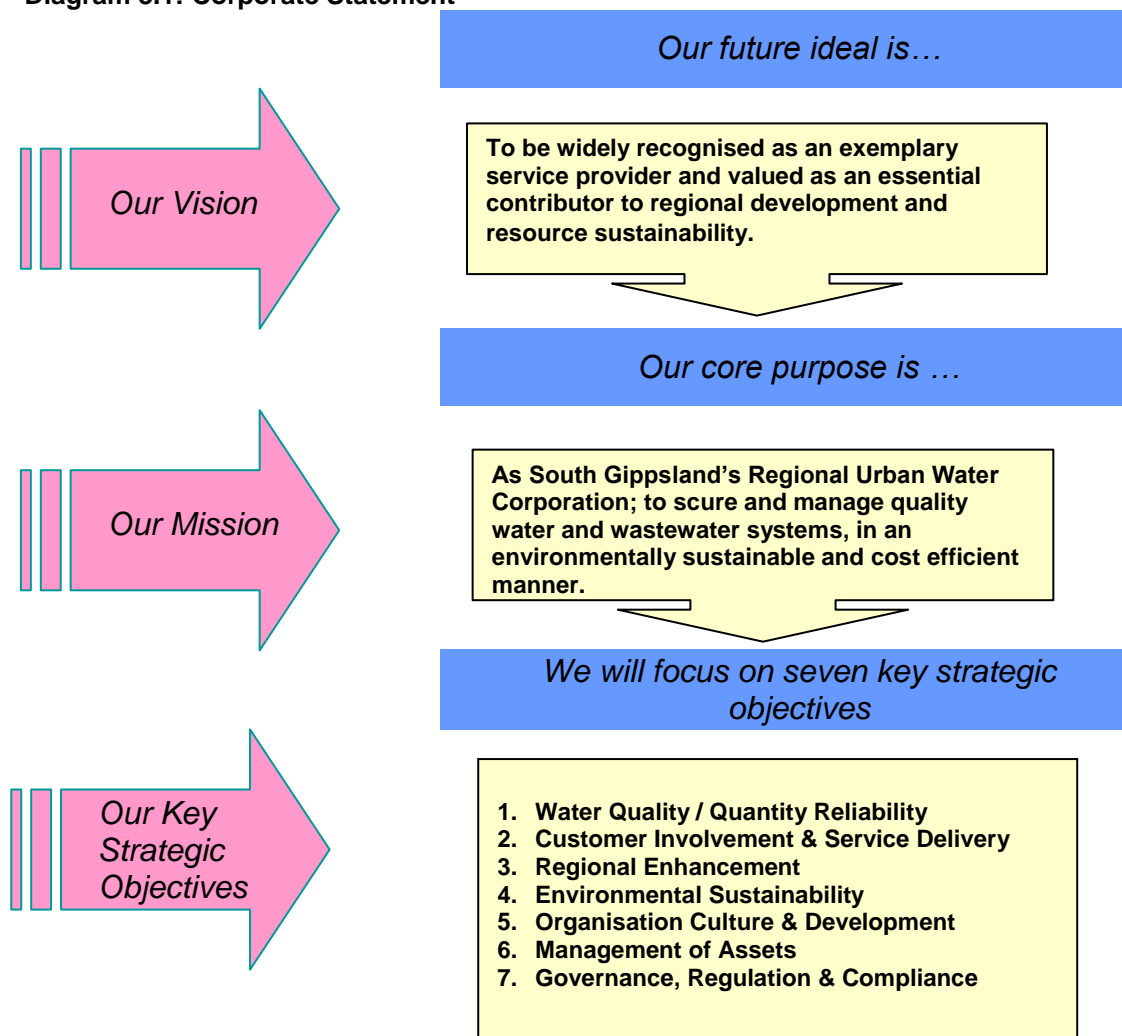 Diagram 3.1: Corporate Statement
Our future ideal is…
Our Vision
To be widely recognised as an exemplary
service provider and valued as an essential
contributor to regional development and
resource sustainability.
Our core purpose is …
Our Mission
As South Gippsland’s Regional Urban Water
Corporation; to scure and manage quality
water and wastewater systems, in an
environmentally sustainable and cost efficient
manner.
We will focus on seven key strategic
objectives
Our Key
Strategic
Objectives
1. Water Quality / Quantity Reliability
2. Customer Involvement & Service Delivery
3. Regional Enhancement
4. Environmental Sustainability
5. Organisation Culture & Development
6. Management of Assets
7. Governance, Regulation & Compliance